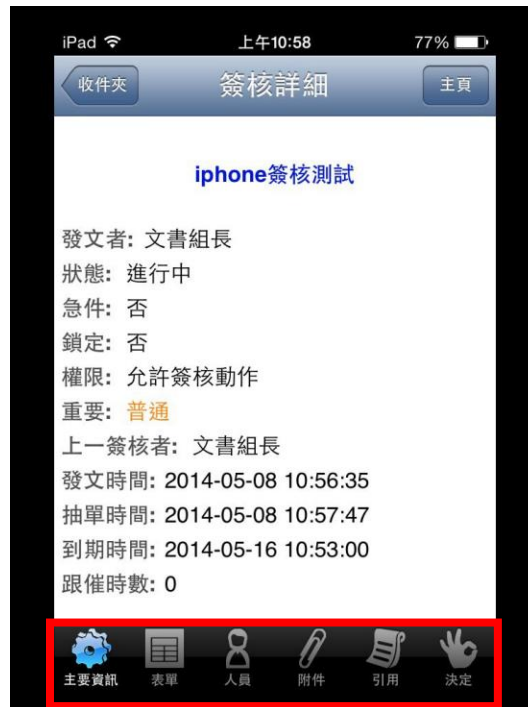 iPad 上午10:58 77%
收件夾 簽核詳細 主頁
iphone簽核測試
發文者: 文書組長
狀態: 進行中
急件: 否
鎖定: 否
權限: 允許簽核動作
重要: 普通
上一簽核者: 文書組長
發文時間: 2014-05-08 10:56:35
抽單時間: 2014-05-08 10:57:47
到期時間: 2014-05-16 10:53:00
跟催時數: 0
主要資訊 表單 人員 附件 引用 決定